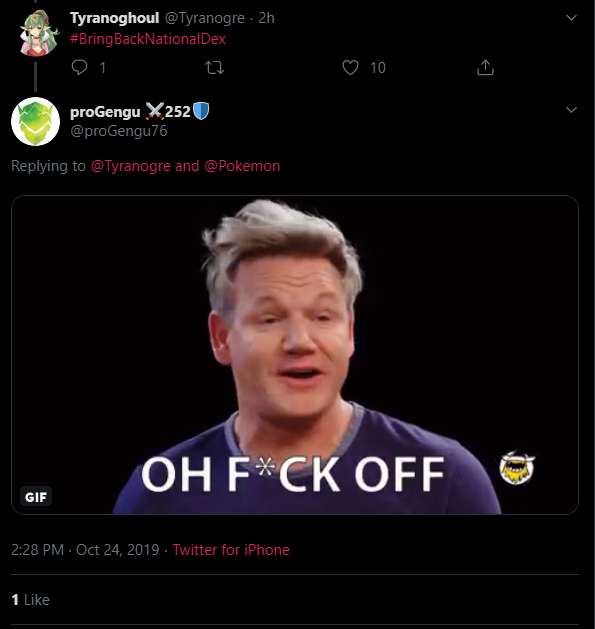 Tyranoghoul @Tyranogre · 2h
#BringBackNationalDex
1 10
proGengu ⚔252🛡
@proGengu76
Replying to @Tyranogre and @Pokemon
OH F*CK OFF
GIF
2:28 PM · Oct 24, 2019 · Twitter for iPhone
1 Like